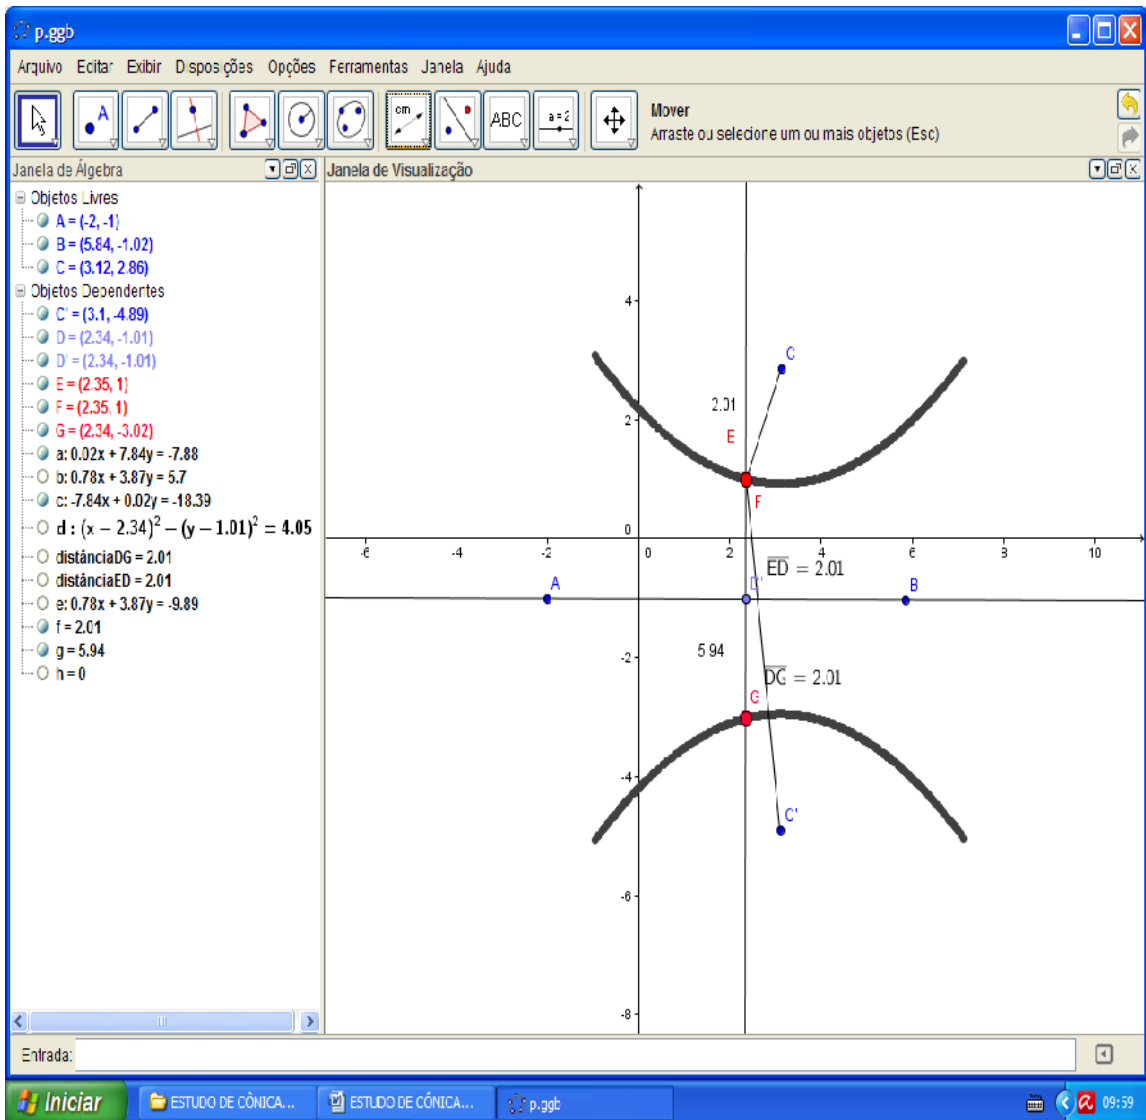 p.ggb
Arquivo Editar Exibir Disposições Opções Ferramentas Janela Ajuda
A
cm
ABC
a = 2
Mover
Arraste ou selecione um ou mais objetos (Esc)
Janela de Álgebra
Janela de Visualização
Objetos Livres
A = (-2, -1)
B = (5.84, -1.02)
C = (3.12, 2.86)
Objetos Dependentes
C' = (3.1, -4.89)
D = (2.34, -1.01)
D' = (2.34, -1.01)
E = (2.35, 1)
F = (2.35, 1)
G = (2.34, -3.02)
a: 0.02x + 7.84y = -7.88
b: 0.78x + 3.87y = 5.7
c: -7.84x + 0.02y = -18.39
d : (x − 2.34)² − (y − 1.01)² = 4.05
distânciaDG = 2.01
distânciaED = 2.01
e: 0.78x + 3.87y = -9.89
f = 2.01
g = 5.94
h = 0
4
C
2.01
2
E
F
0
-6 -4 -2 0 2 4 6 8 10
ED = 2.01
A
D'
B
-2
5.94
DG = 2.01
G
-4
C'
-6
-8
Entrada:
Iniciar
ESTUDO DE CÔNICA...
ESTUDO DE CÔNICA...
p.ggb
09:59